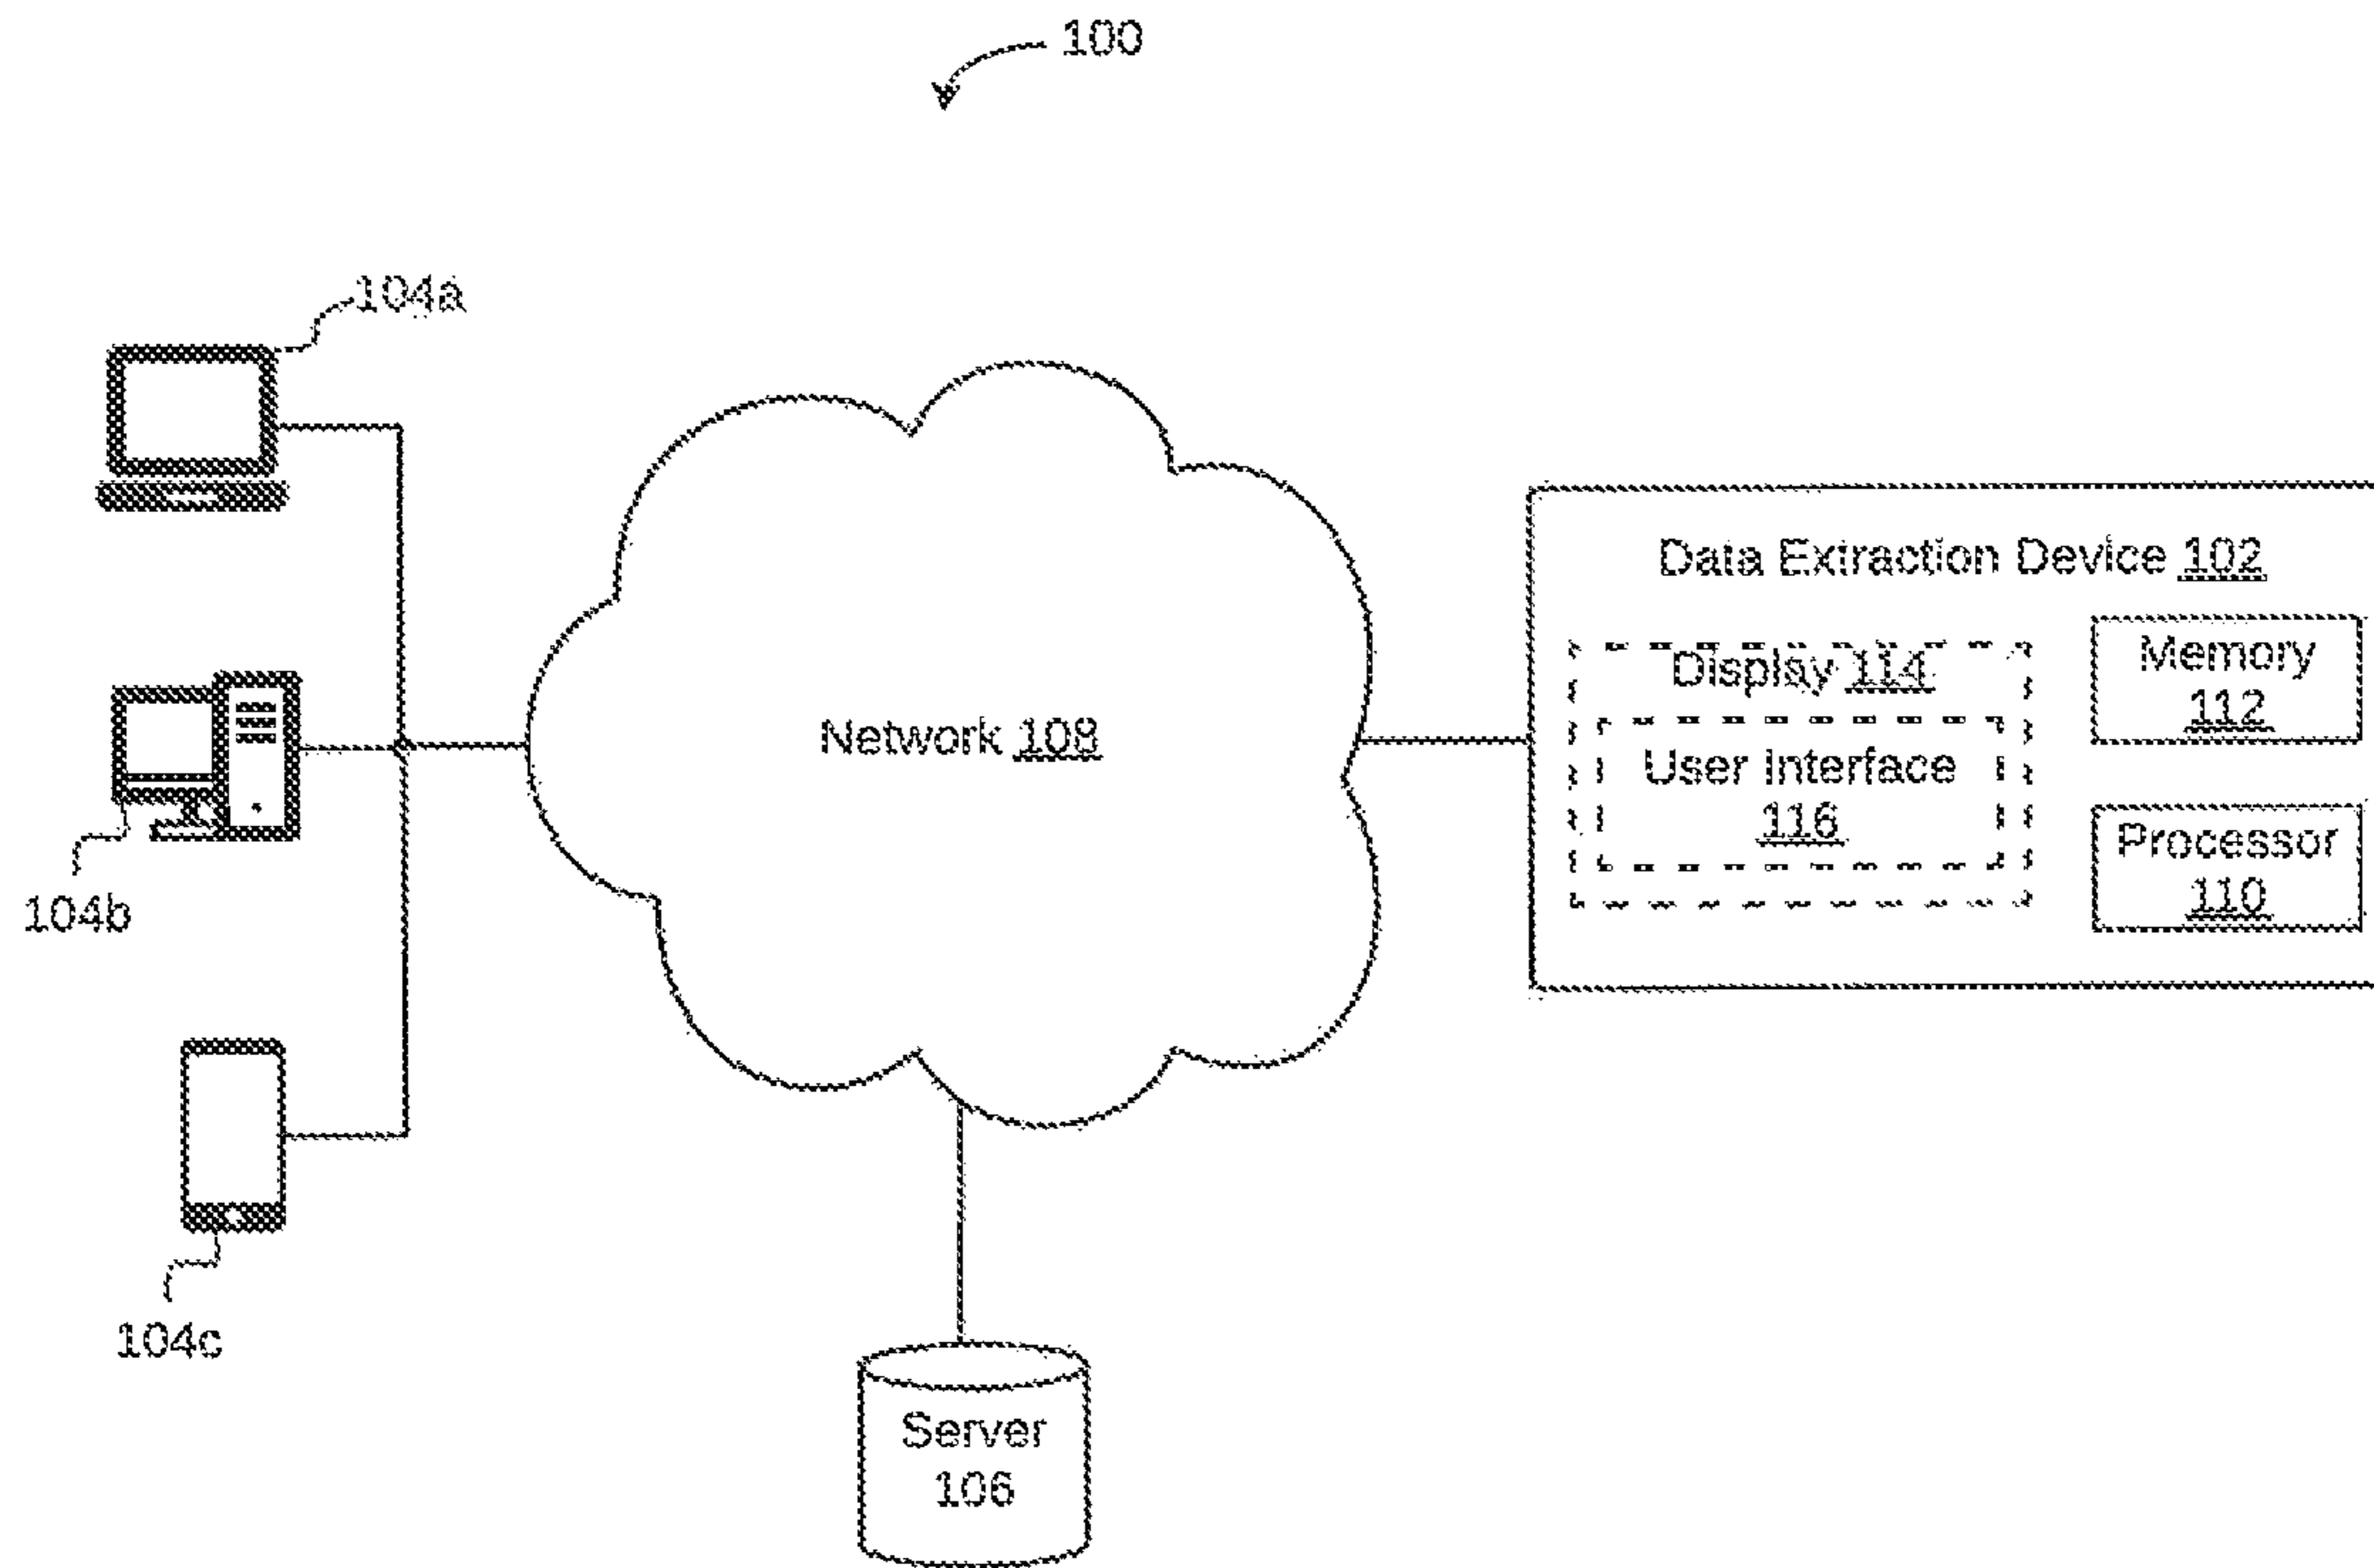 100
104a
104b
104c
Network 108
Server
106
Data Extraction Device 102
Display 114
User Interface
116
Memory
112
Processor
110